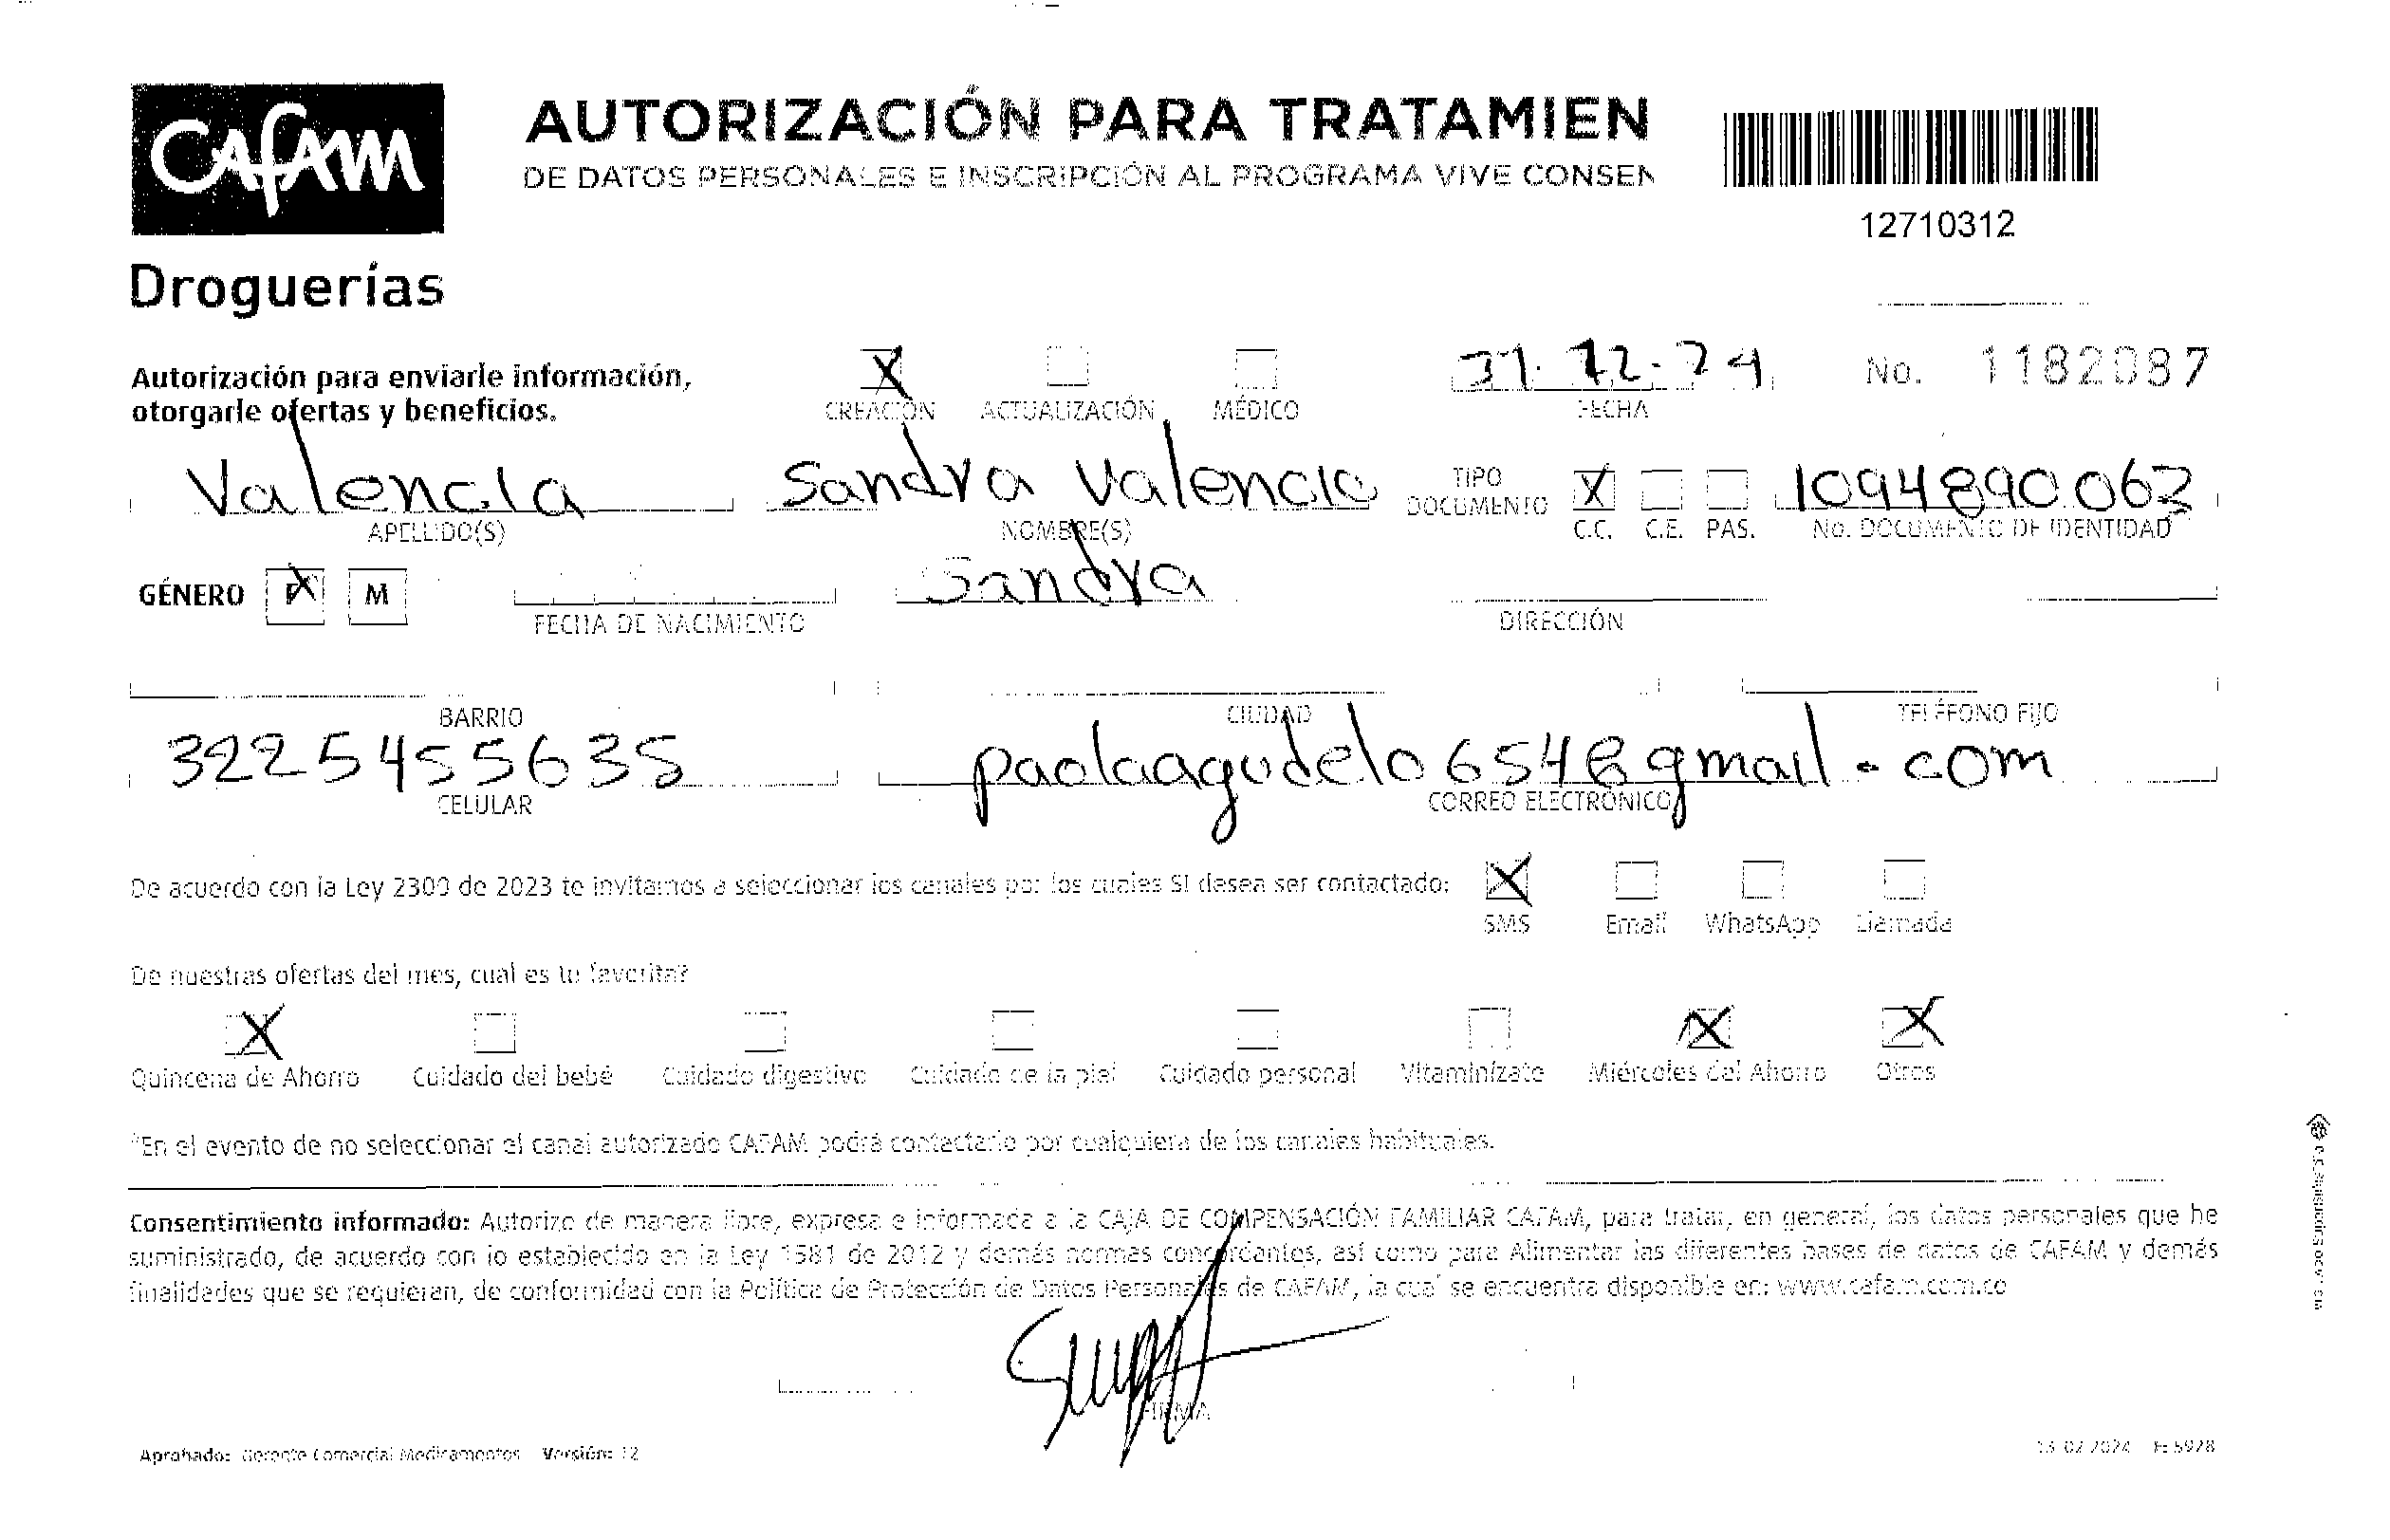 CAFAM
Droguerías
AUTORIZACIÓN PARA TRATAMIEN
DE DATOS PERSONALES E INSCRIPCIÓN AL PROGRAMA VIVE CONSEN
12710312
Autorización para enviarle información,
otorgarle ofertas y beneficios.
X CREACIÓN ACTUALIZACIÓN MÉDICO
31-12-24 FECHA
No. 1182087
Valencia APELLIDO(S)
Sandra Valencia NOMBRE(S)
TIPO DOCUMENTO X C.C. C.E. PAS.
1094890062 No. DOCUMENTO DE IDENTIDAD
GÉNERO F X M
FECHA DE NACIMIENTO
Sandra
DIRECCIÓN
BARRIO CIUDAD TELÉFONO FIJO
3225455635 CELULAR
paolaagudelo654@gmail.com CORREO ELECTRÓNICO
De acuerdo con la Ley 2300 de 2023 te invitamos a seleccionar los canales por los cuales SI desea ser contactado:
X SMS Email WhatsApp Llamada
De nuestras ofertas del mes, cual es tu favorita?
X Quincena de Ahorro Cuidado del bebé Cuidado digestivo Cuidado de la piel Cuidado personal Vitamínízate X Miércoles del Ahorro X Otros
*En el evento de no seleccionar el canal autorizado CAFAM podrá contactarlo por cualquiera de los canales habituales.
Consentimiento informado: Autorizo de manera libre, expresa e informada a la CAJA DE COMPENSACIÓN FAMILIAR CAFAM, para tratar, en general, los datos personales que he
suministrado, de acuerdo con lo establecido en la Ley 1581 de 2012 y demás normas concordantes, así como para Alimentar las diferentes bases de datos de CAFAM y demás
finalidades que se requieran, de conformidad con la Política de Protección de Datos Personales de CAFAM, la cual se encuentra disponible en: www.cafam.com.co
FIRMA
Aprobado: Gerente Comercial Medicamentos Versión: 12
13 02 2024 F: 5978